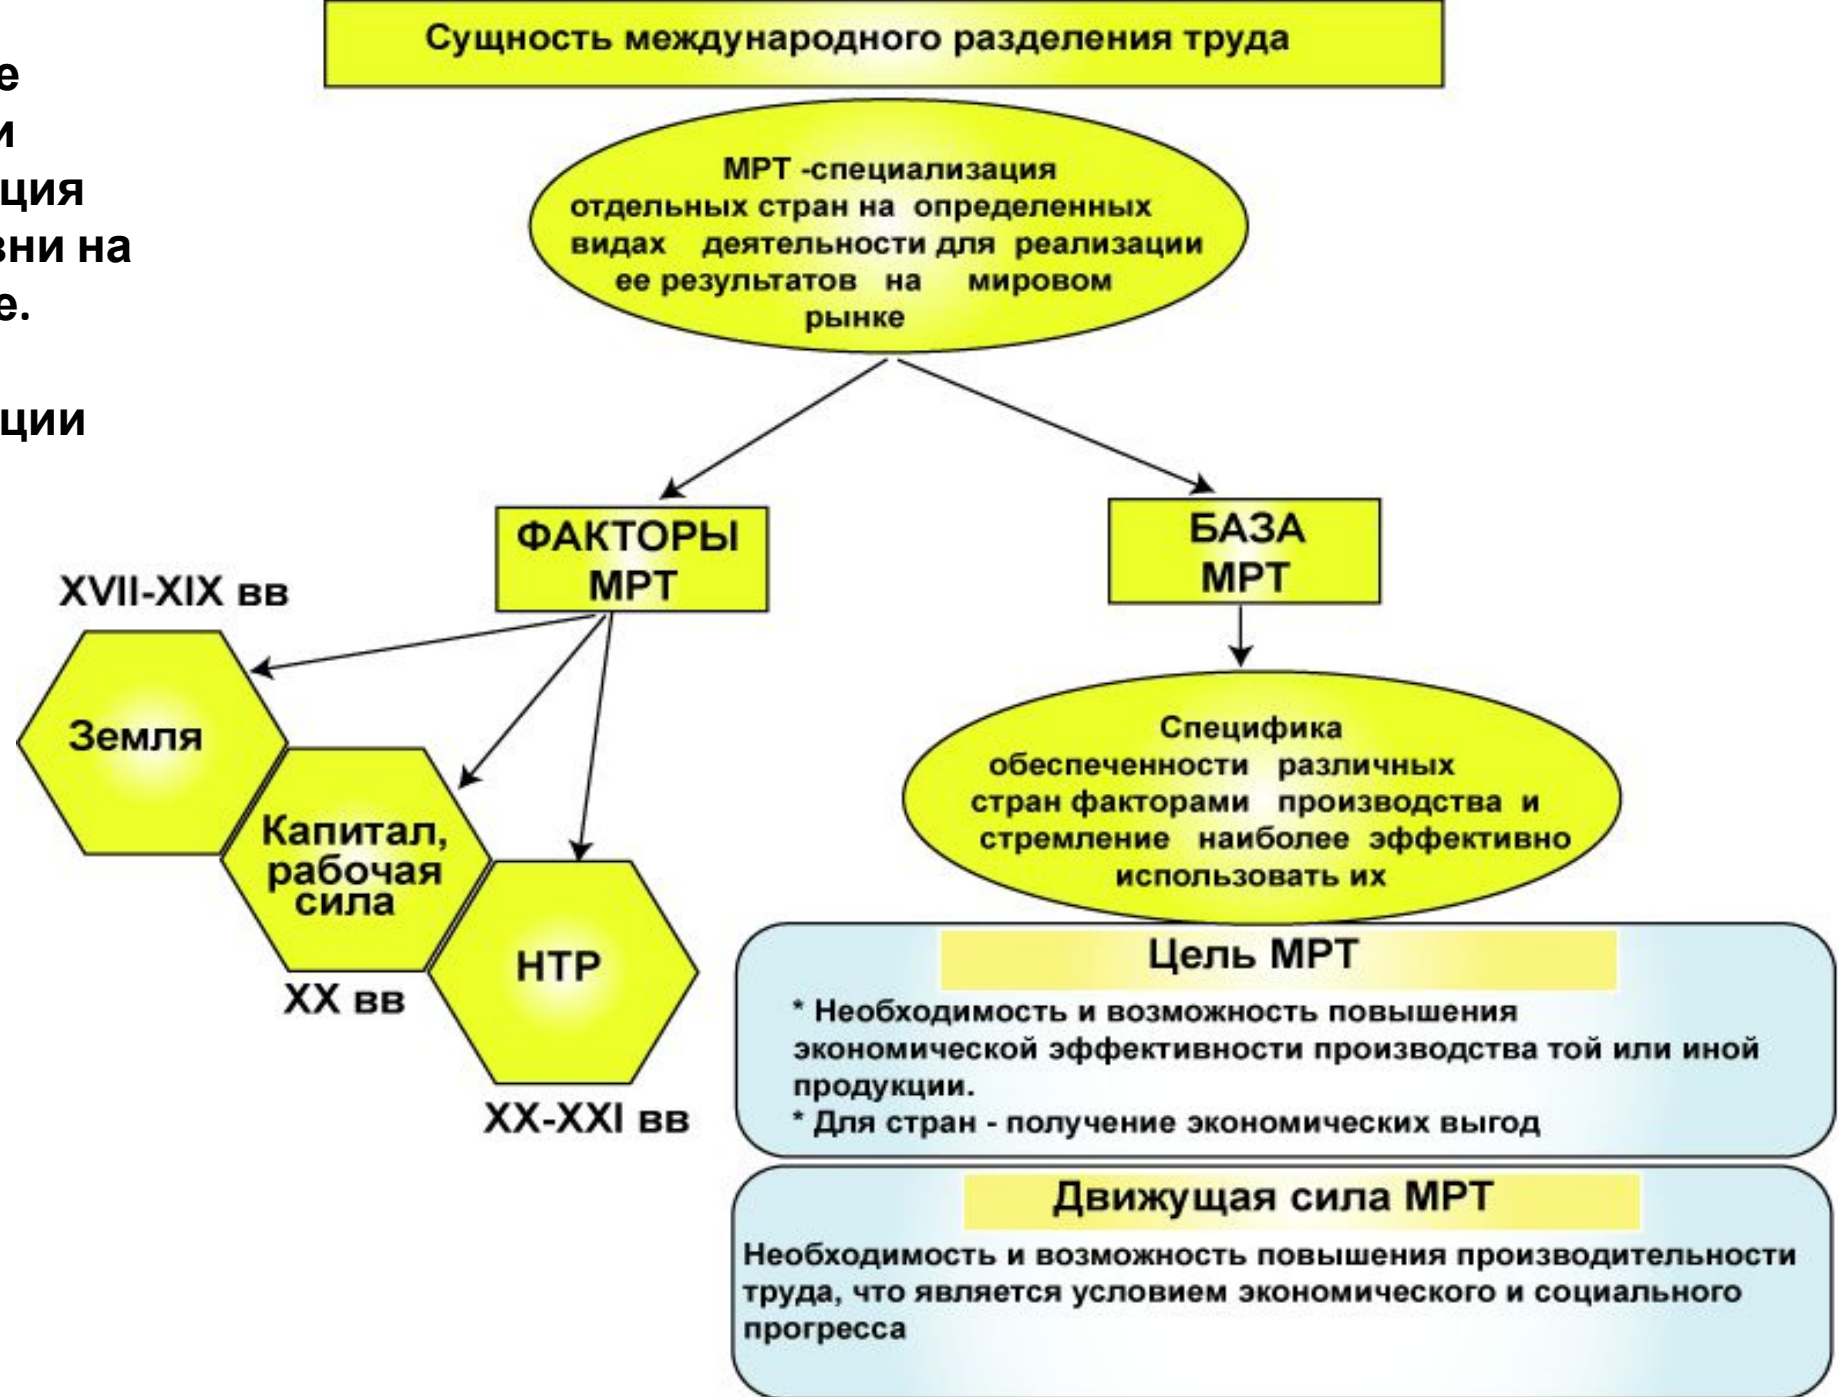 Сущность международного разделения труда
МРТ -специализация
отдельных стран на определенных
видах деятельности для реализации
ее результатов на мировом
рынке
ФАКТОРЫ
МРТ
БАЗА
МРТ
XVII-XIX вв
Земля
Капитал,
рабочая
сила
XX вв
НТР
XX-XXI вв
Специфика
обеспеченности различных
стран факторами производства и
стремление наиболее эффективно
использовать их
Цель МРТ
* Необходимость и возможность повышения
экономической эффективности производства той или иной
продукции.
* Для стран - получение экономических выгод
Движущая сила МРТ
Необходимость и возможность повышения производительности
труда, что является условием экономического и социального
прогресса
на